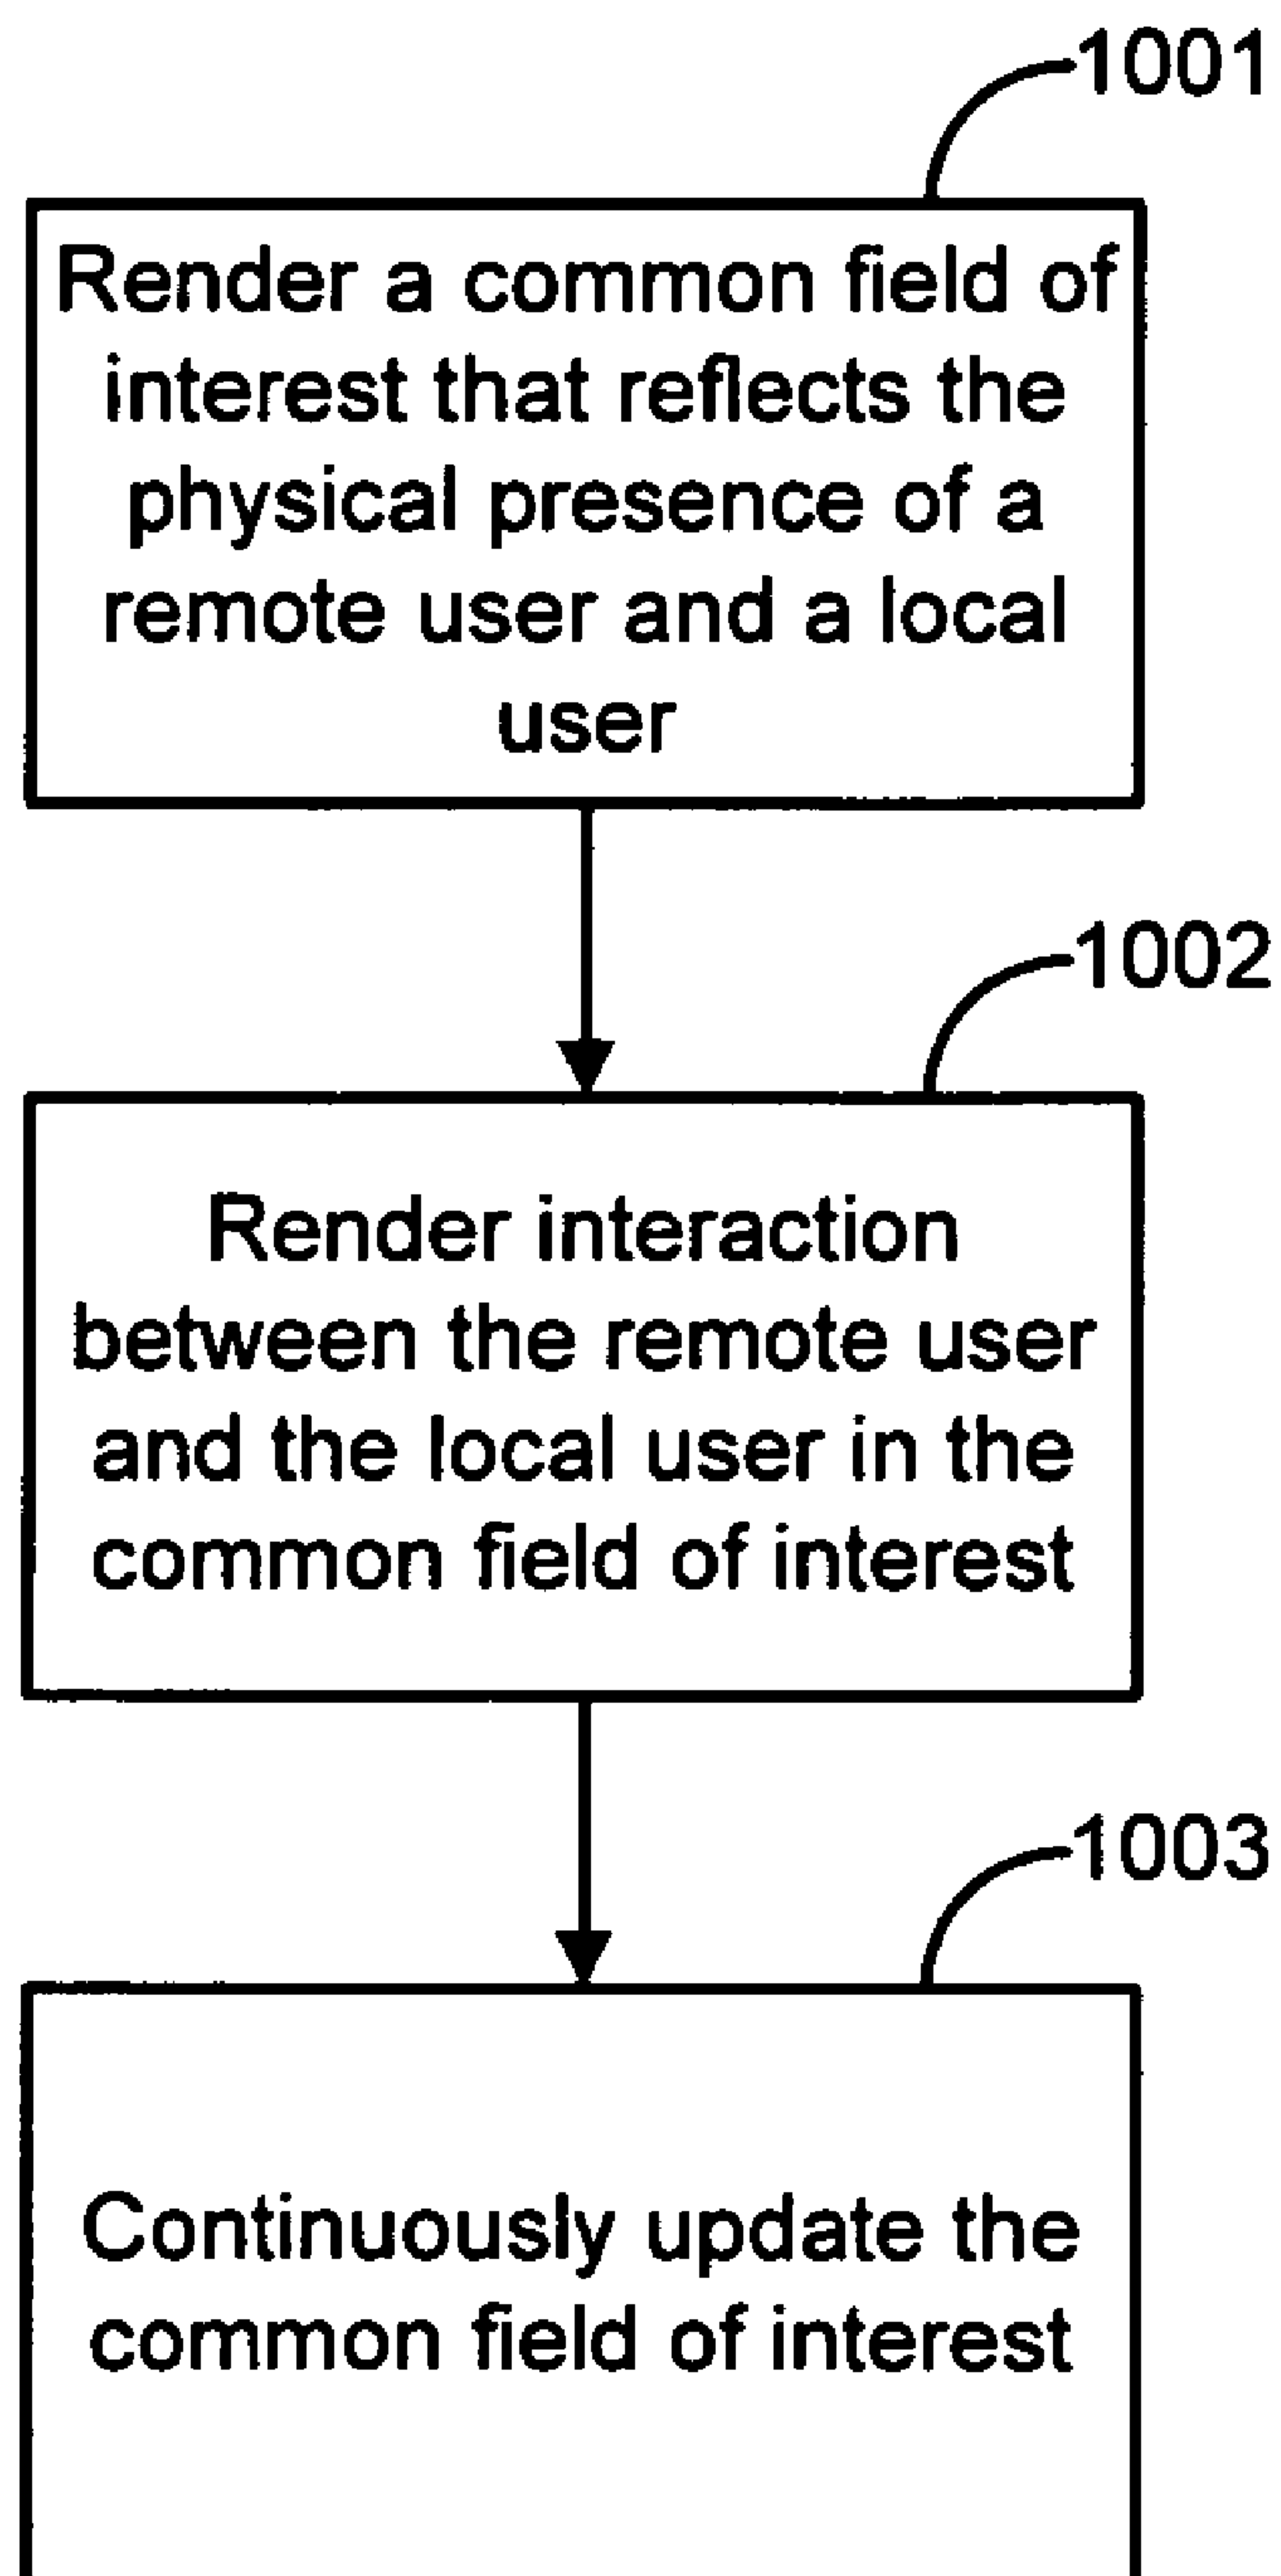 1001
Render a common field of
interest that reflects the
physical presence of a
remote user and a local
user
1002
Render interaction
between the remote user
and the local user in the
common field of interest
1003
Continuously update the
common field of interest